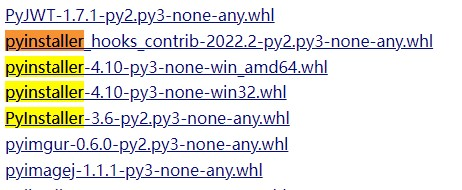 PyJWT-1.7.1-py2.py3-none-any.whl
pyinstaller_hooks_contrib-2022.2-py2.py3-none-any.whl
pyinstaller-4.10-py3-none-win_amd64.whl
pyinstaller-4.10-py3-none-win32.whl
PyInstaller-3.6-py2.py3-none-any.whl
pyimgur-0.6.0-py2.py3-none-any.whl
pyimagej-1.1.1-py3-none-any.whl